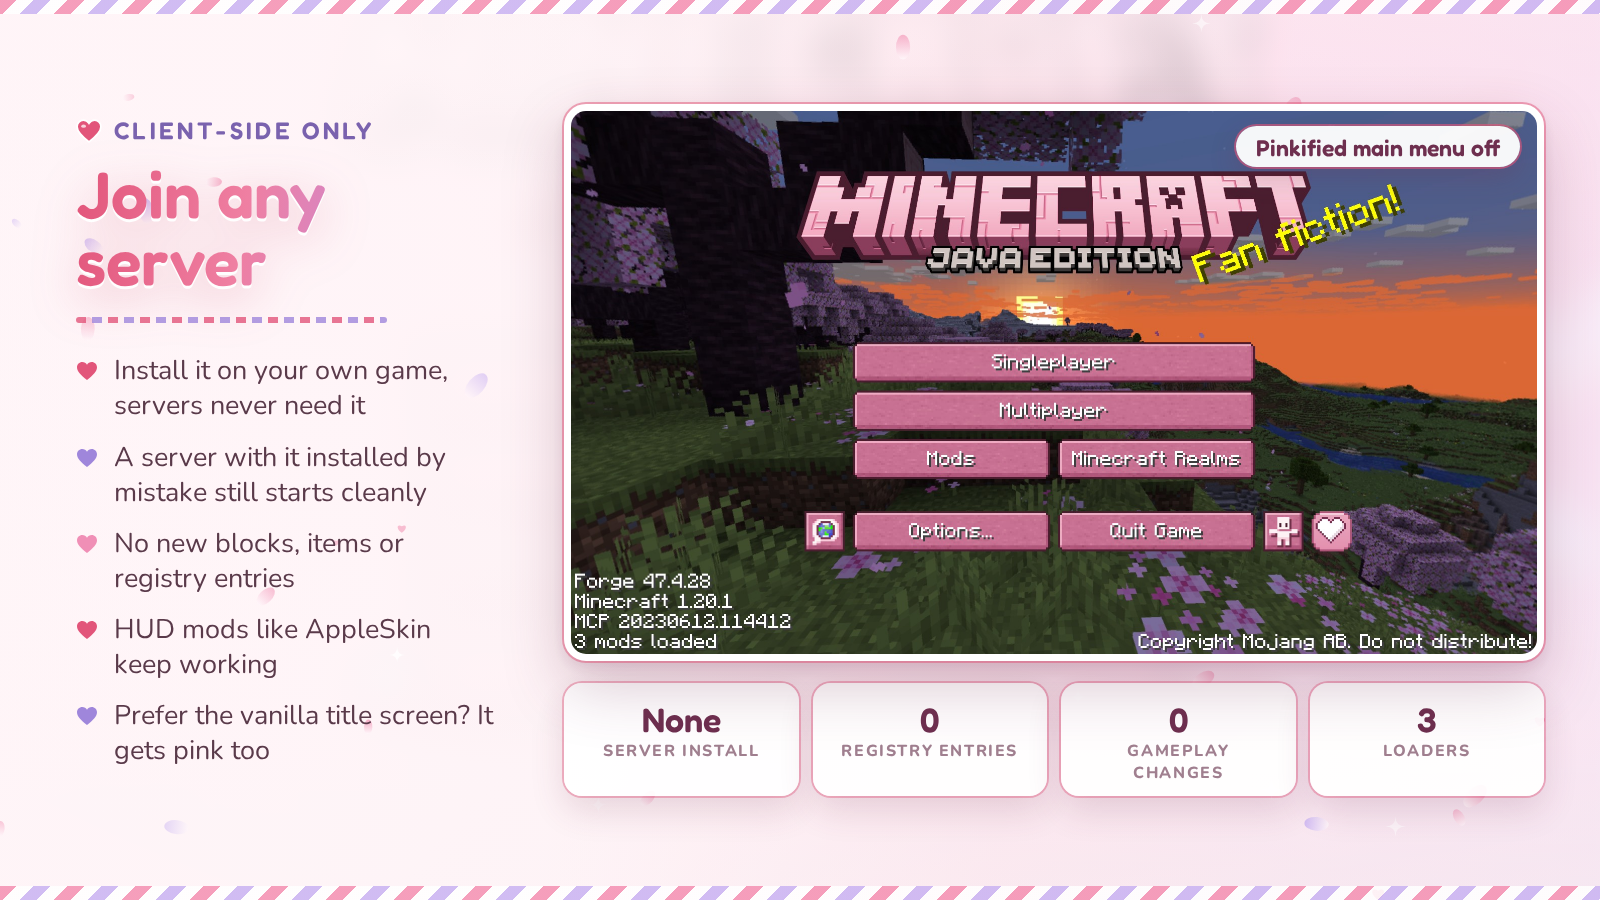 CLIENT-SIDE ONLY
Join any
server
Install it on your own game,
servers never need it
A server with it installed by
mistake still starts cleanly
No new blocks, items or
registry entries
HUD mods like AppleSkin
keep working
Prefer the vanilla title screen? It
gets pink too
Pinkified main menu off
MINECRAFT
JAVA EDITION
Fan fiction!
Singleplayer
Multiplayer
Mods
Minecraft Realms
Options...
Quit Game
Forge 47.4.28
Minecraft 1.20.1
MCP 20230612.114412
3 mods loaded
Copyright Mojang AB. Do not distribute!
None
SERVER INSTALL
0
REGISTRY ENTRIES
0
GAMEPLAY
CHANGES
3
LOADERS